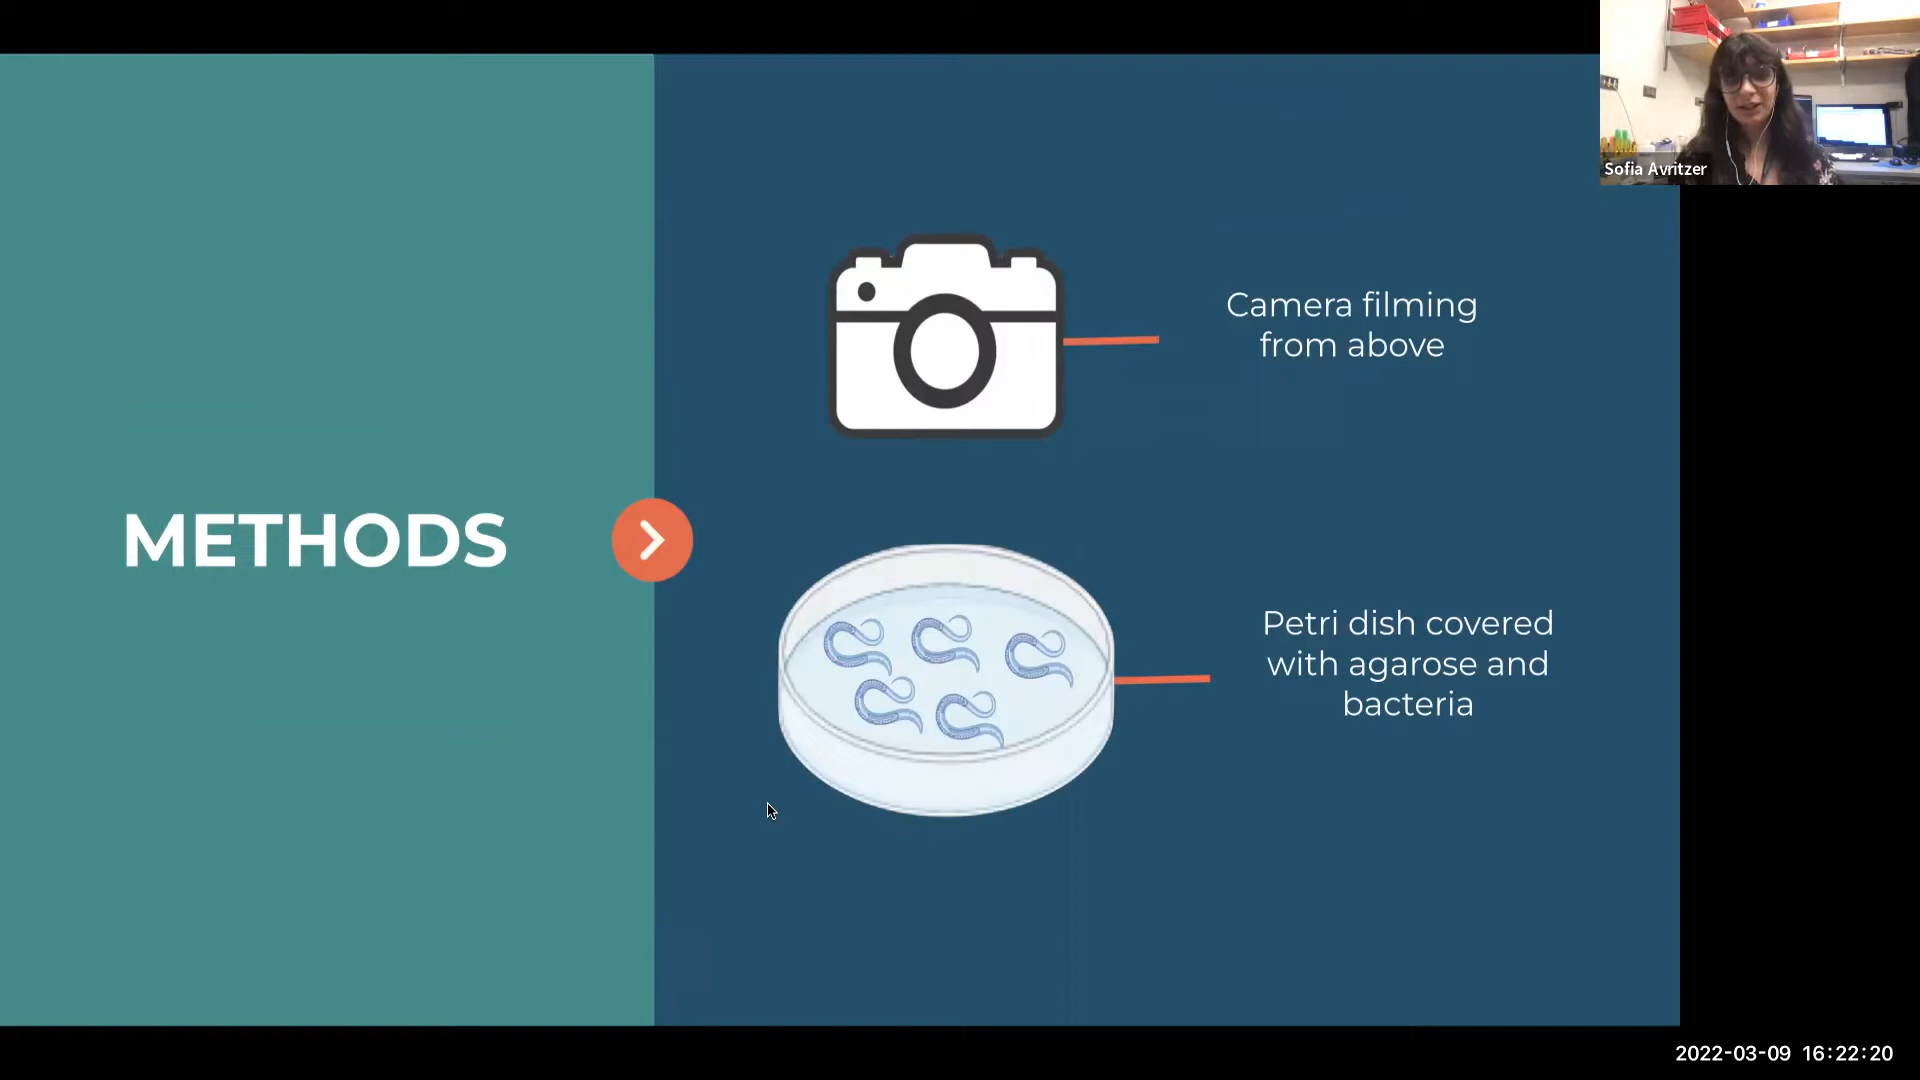 Sofia Avritzer
Camera filming
from above
METHODS
Petri dish covered
with agarose and
bacteria
2022-03-09 16:22:20